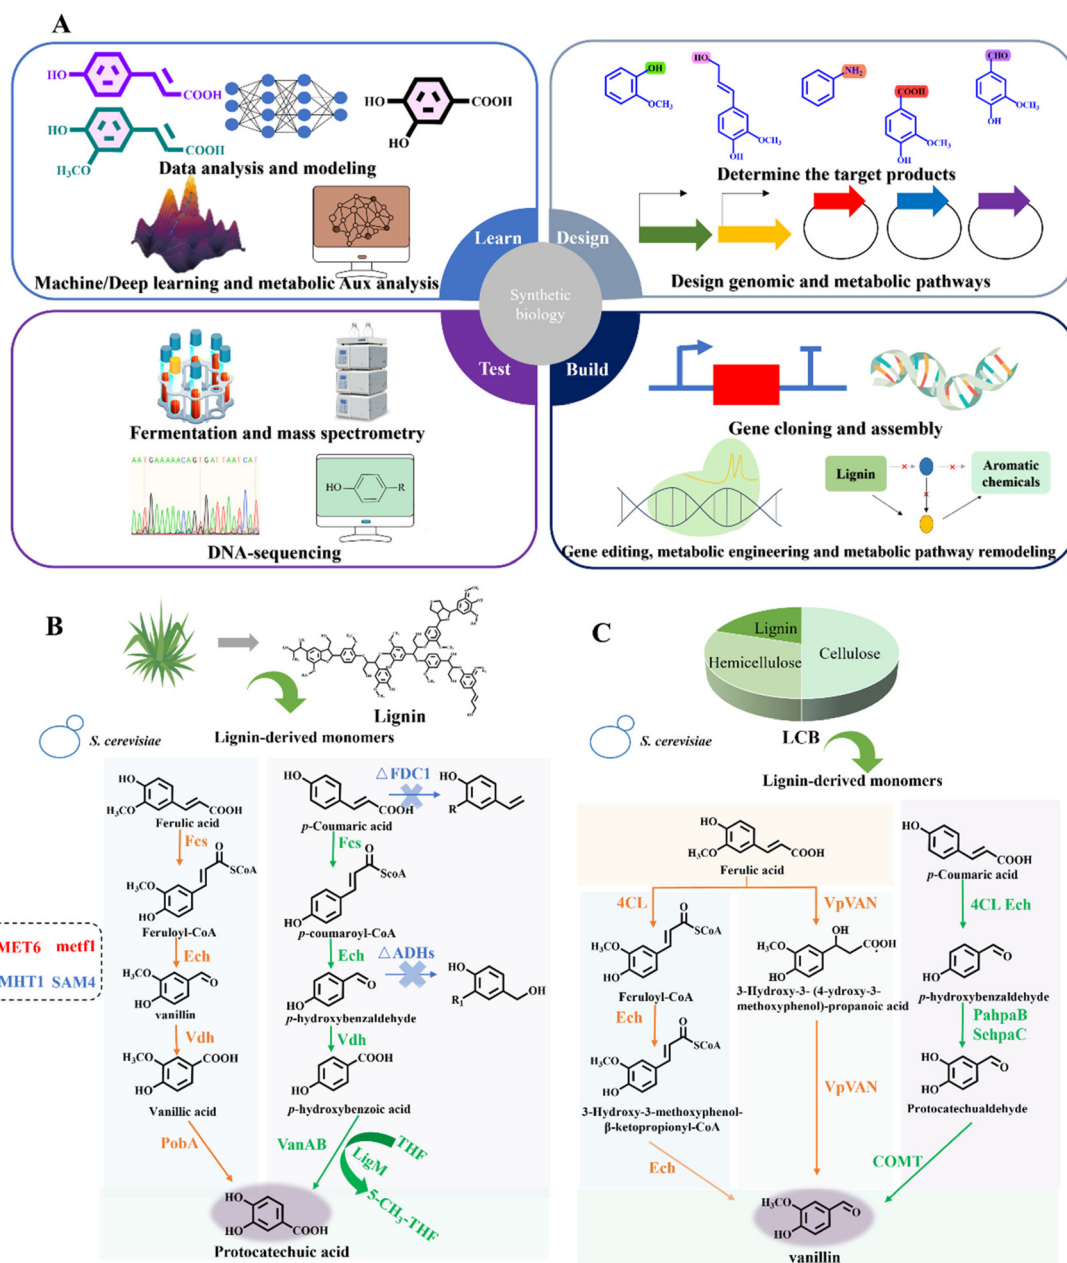 A
HO
COOH
HO
COOH
H₃CO
HO
COOH
HO
Data analysis and modeling
Machine/Deep learning and metabolic Aux analysis
Learn
Design
Synthetic
biology
Test
Build
OH
OCH₃
HO
OCH₃
OH
NH₂
COOH
OCH₃
OH
CHO
OCH₃
OH
Determine the target products
Design genomic and metabolic pathways
Fermentation and mass spectrometry
AATGAAAAACAGTGATTAATCAT
HO
R
DNA-sequencing
Gene cloning and assembly
Lignin
Aromatic
chemicals
Gene editing, metabolic engineering and metabolic pathway remodeling
B
Lignin
S. cerevisiae
Lignin-derived monomers
HO
H₃CO
COOH
Ferulic acid
Fcs
O
SCoA
H₃CO
HO
Feruloyl-CoA
Ech
H₃CO
O
HO
vanillin
Vdh
H₃CO
COOH
HO
Vanillic acid
PobA
MET6 metf1
MHT1 SAM4
HO
COOH
p-Coumaric acid
△FDC1
HO
R
Fcs
O
ScoA
HO
p-coumaroyl-CoA
Ech
△ADHs
HO
O
p-hydroxybenzaldehyde
HO
R₁
OH
Vdh
COOH
HO
p-hydroxybenzoic acid
VanAB
THF
LigM
5-CH₃-THF
HO
HO
COOH
Protocatechuic acid
C
Lignin
Hemicellulose
Cellulose
LCB
S. cerevisiae
Lignin-derived monomers
HO
H₃CO
COOH
Ferulic acid
HO
COOH
p-Coumaric acid
4CL
VpVAN
4CL Ech
O
SCoA
H₃CO
HO
Feruloyl-CoA
OH
H₃CO
COOH
HO
3-Hydroxy-3- (4-ydroxy-3-
methoxyphenol)-propanoic acid
O
HO
p-hydroxybenzaldehyde
Ech
PahpaB
SehpaC
O
SCoA
H₃CO
HO
3-Hydroxy-3-methoxyphenol-
β-ketopropionyl-CoA
VpVAN
HO
O
HO
Protocatechualdehyde
Ech
COMT
H₃CO
O
HO
vanillin